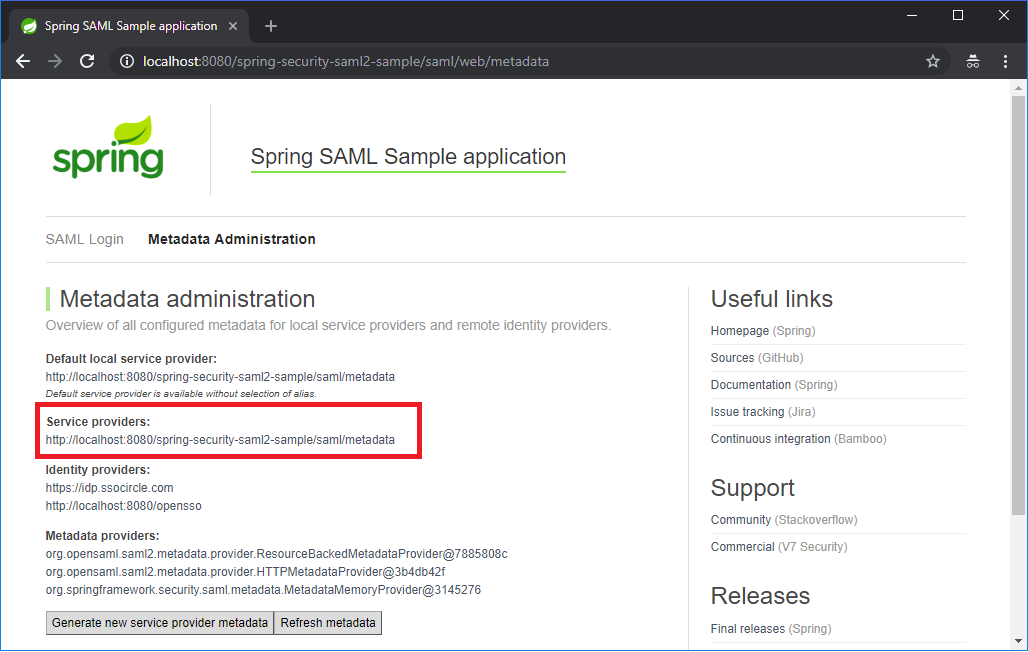 Spring SAML Sample application
localhost:8080/spring-security-saml2-sample/saml/web/metadata
spring
Spring SAML Sample application
SAML Login Metadata Administration
Metadata administration
Overview of all configured metadata for local service providers and remote identity providers.
Default local service provider:
http://localhost:8080/spring-security-saml2-sample/saml/metadata
Default service provider is available without selection of alias.
Service providers:
http://localhost:8080/spring-security-saml2-sample/saml/metadata
Identity providers:
https://idp.ssocircle.com
http://localhost:8080/opensso
Metadata providers:
org.opensaml.saml2.metadata.provider.ResourceBackedMetadataProvider@7885808c
org.opensaml.saml2.metadata.provider.HTTPMetadataProvider@3b4db42f
org.springframework.security.saml.metadata.MetadataMemoryProvider@3145276
Generate new service provider metadata Refresh metadata
Useful links
Homepage (Spring)
Sources (GitHub)
Documentation (Spring)
Issue tracking (Jira)
Continuous integration (Bamboo)
Support
Community (Stackoverflow)
Commercial (V7 Security)
Releases
Final releases (Spring)